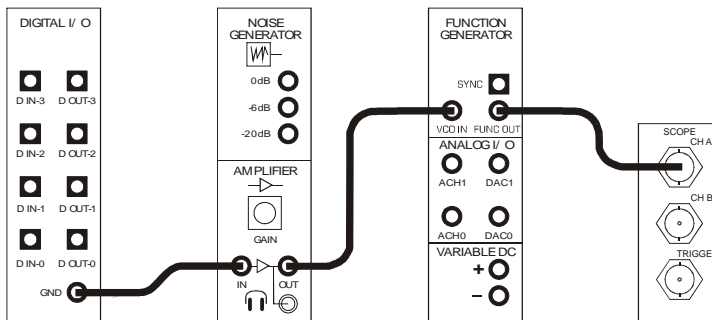 DIGITAL I/ O
D IN-3 D OUT-3
D IN-2 D OUT-2
D IN-1 D OUT-1
D IN-0 D OUT-0
GND
NOISE
GENERATOR
0dB
-6dB
-20dB
AMPLIFIER
GAIN
IN OUT
FUNCTION
GENERATOR
SYNC
VCO IN FUNC OUT
ANALOG I/ O
ACH1 DAC1
ACH0 DAC0
VARIABLE DC
+
−
SCOPE
CH A
CH B
TRIGGE